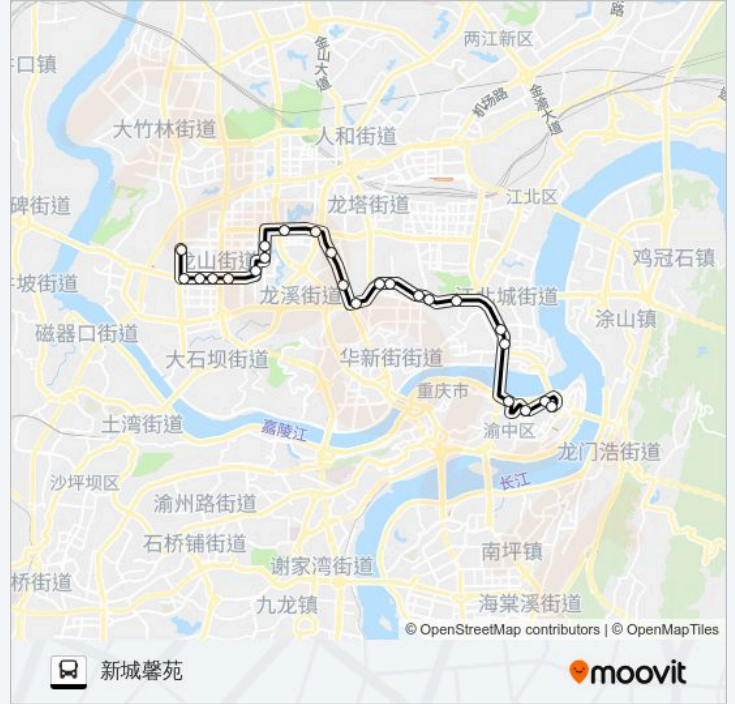 路
两江新区
金山大道
口镇
机场路
金渝大道
大竹林街道
人和街道
江北区
碑街道
龙塔街道
鸡冠石镇
龙山街道
坡街道
龙溪街道
江北城街道
涂山镇
磁器口街道
大石坝街道
华新街街道
重庆市
土湾街道
嘉陵江
渝中区
龙门浩街道
沙坪坝区
长江
渝州路街道
石桥铺街道
南坪镇
谢家湾街道
桥街道
九龙镇
海棠溪街道
© OpenStreetMap contributors | © OpenMapTiles
新城馨苑
moovit